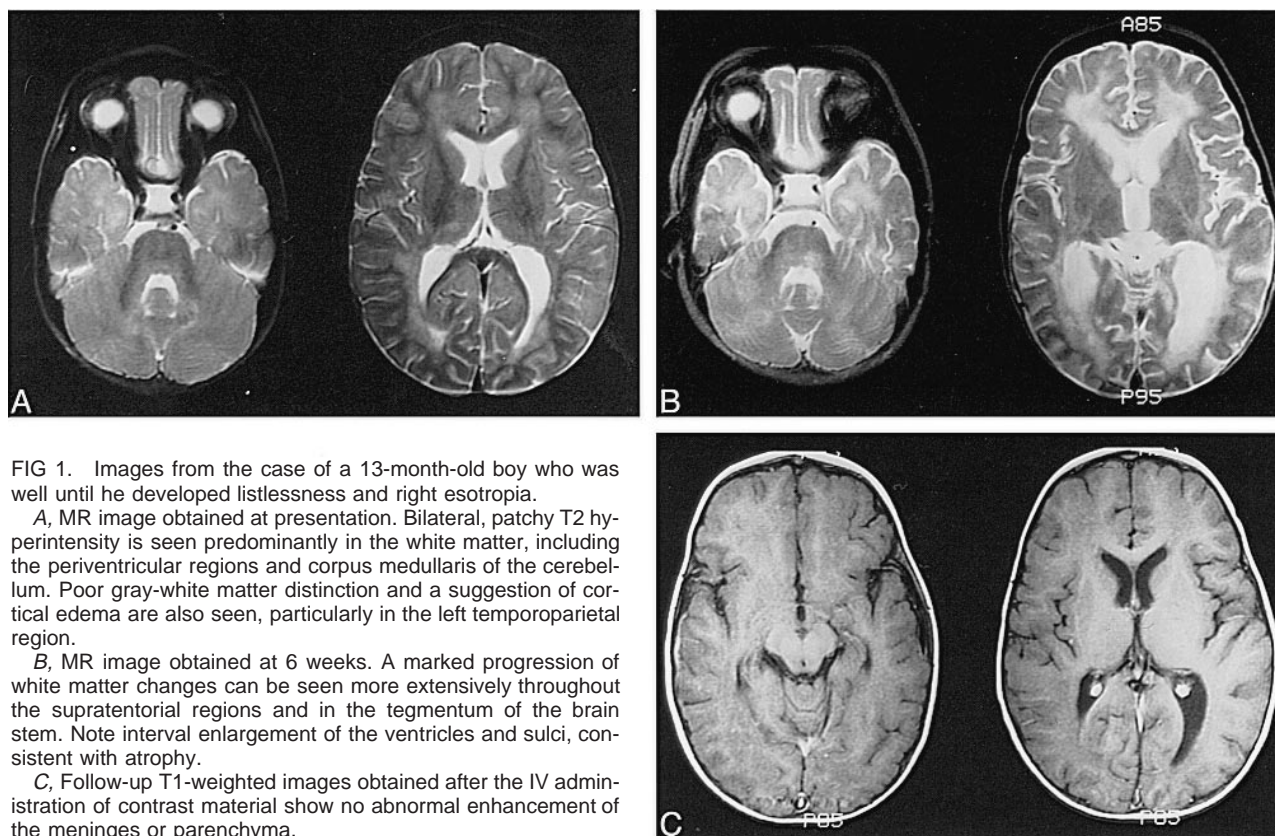 A
B
A85
P95
FIG 1. Images from the case of a 13-month-old boy who was
well until he developed listlessness and right esotropia.
A, MR image obtained at presentation. Bilateral, patchy T2 hy-
perintensity is seen predominantly in the white matter, including
the periventricular regions and corpus medullaris of the cerebel-
lum. Poor gray-white matter distinction and a suggestion of cor-
tical edema are also seen, particularly in the left temporoparietal
region.
B, MR image obtained at 6 weeks. A marked progression of
white matter changes can be seen more extensively throughout
the supratentorial regions and in the tegmentum of the brain
stem. Note interval enlargement of the ventricles and sulci, con-
sistent with atrophy.
C, Follow-up T1-weighted images obtained after the IV admin-
istration of contrast material show no abnormal enhancement of
the meninges or parenchyma.
C
P85
P85